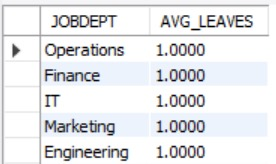 JOBDEPT AVG_LEAVES
Operations 1.0000
Finance 1.0000
IT 1.0000
Marketing 1.0000
Engineering 1.0000